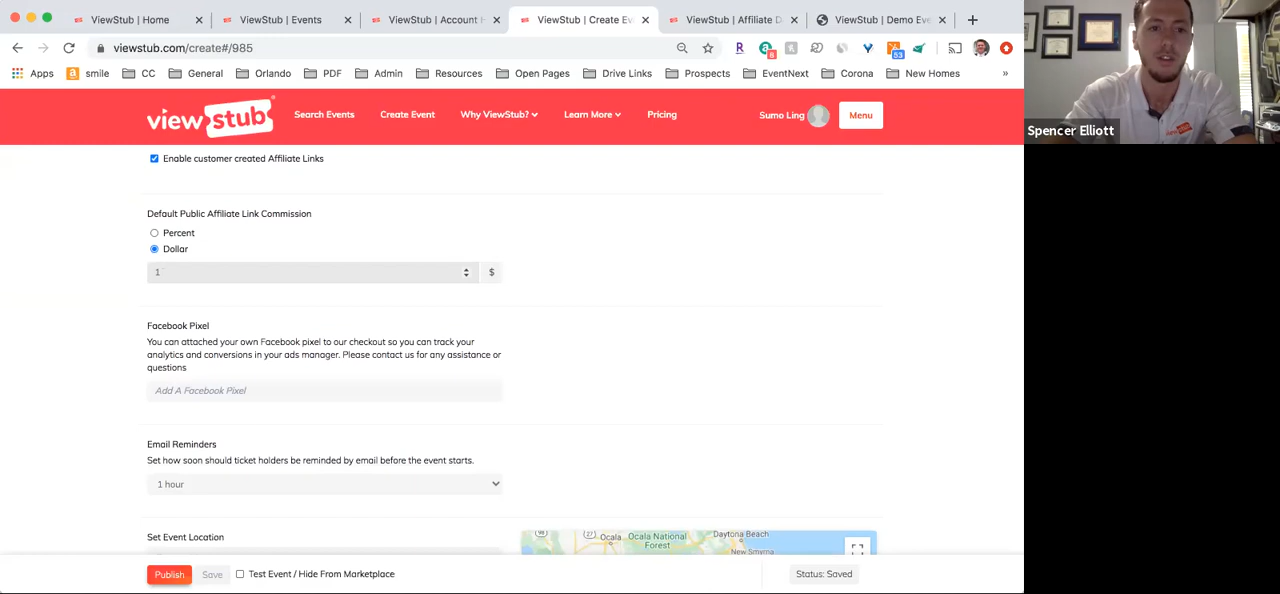 ViewStub | Home
ViewStub | Events
ViewStub | Account H
ViewStub | Create Eve
ViewStub | Affiliate D
ViewStub | Demo Eve
viewstub.com/create#/985
R
6
53
Apps
smile
CC
General
Orlando
PDF
Admin
Resources
Open Pages
Drive Links
Prospects
EventNext
Corona
New Homes
»
view stub
Search Events
Create Event
Why ViewStub?
Learn More
Pricing
Sumo Ling
Menu
Spencer Elliott
Enable customer created Affiliate Links
Default Public Affiliate Link Commission
Percent
Dollar
1
$
Facebook Pixel
You can attached your own Facebook pixel to our checkout so you can track your
analytics and conversions in your ads manager. Please contact us for any assistance or
questions
Add A Facebook Pixel
Email Reminders
Set how soon should ticket holders be reminded by email before the event starts.
1 hour
Set Event Location
Ocala
27
Ocala National
Forest
Daytona Beach
New Smyrna
Publish
Save
Test Event / Hide From Marketplace
Status: Saved